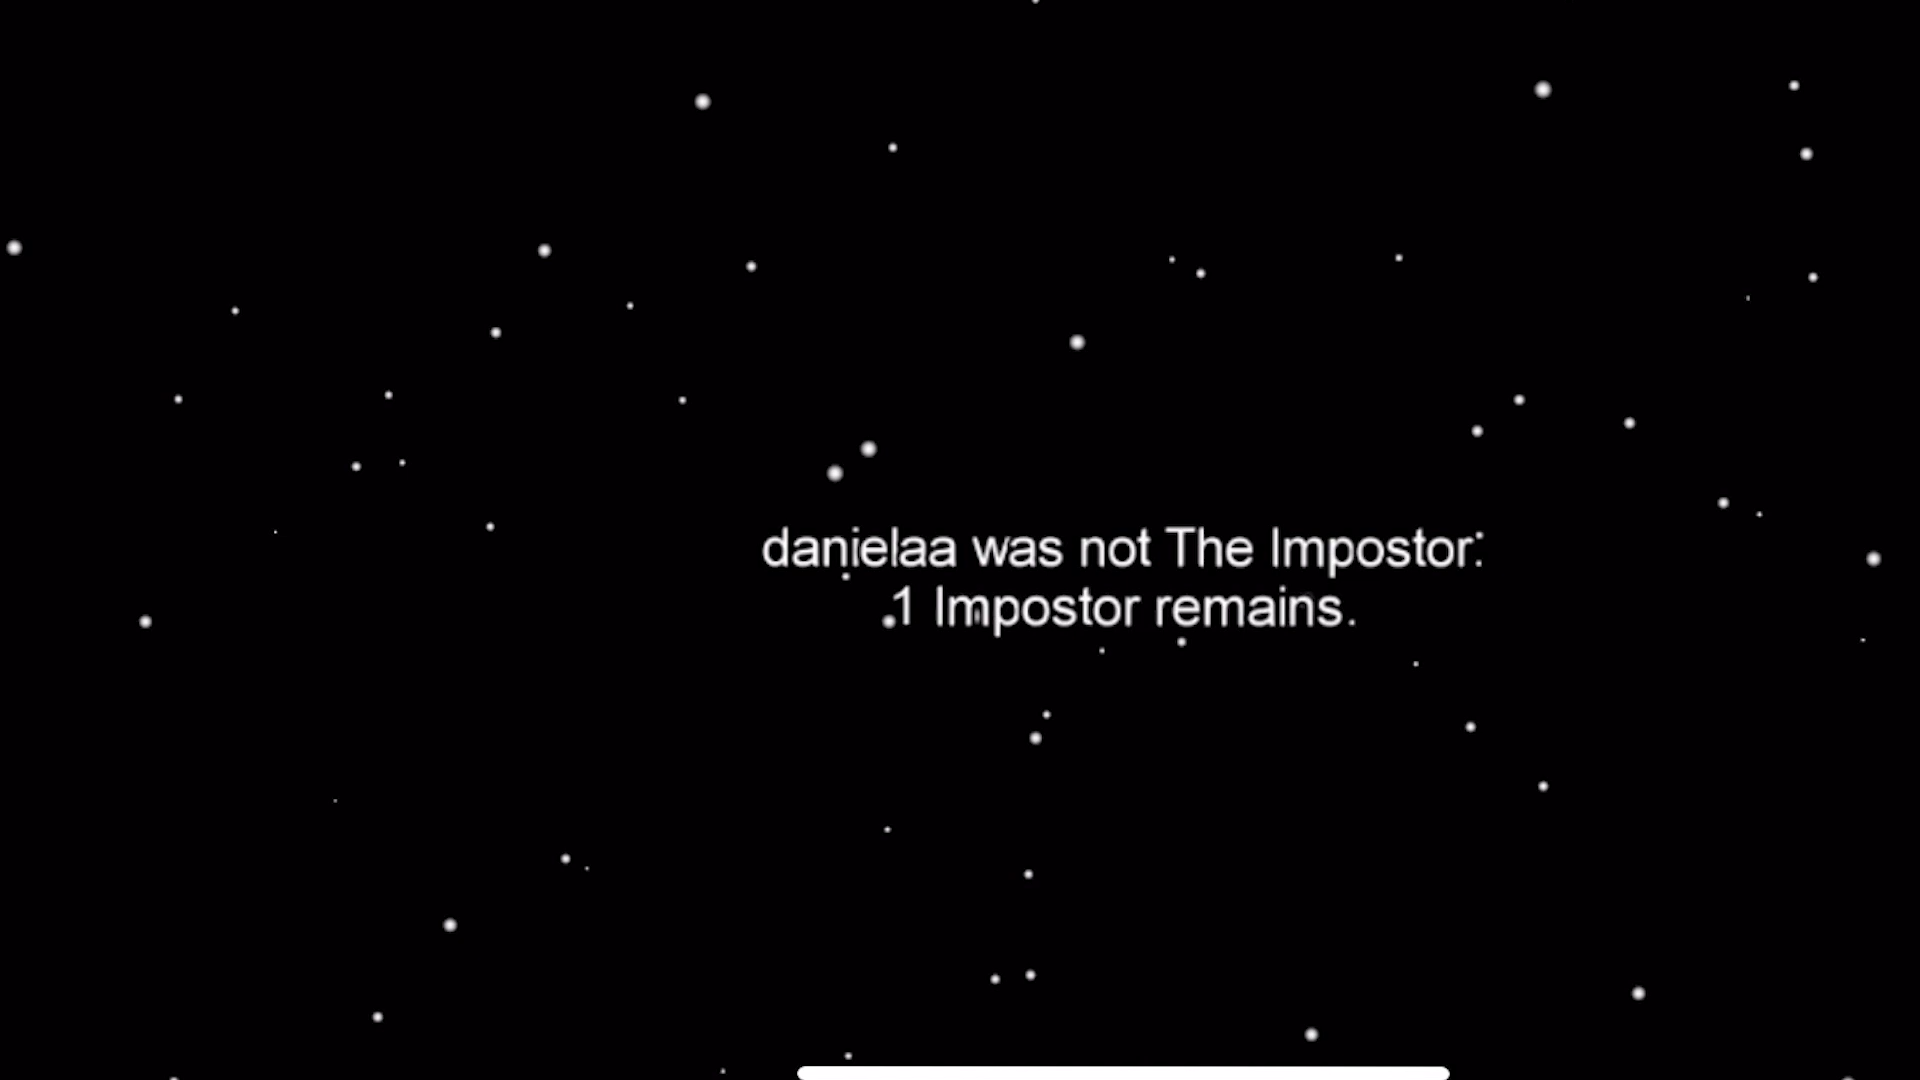 danielaa was not The Impostor.
1 Impostor remains.